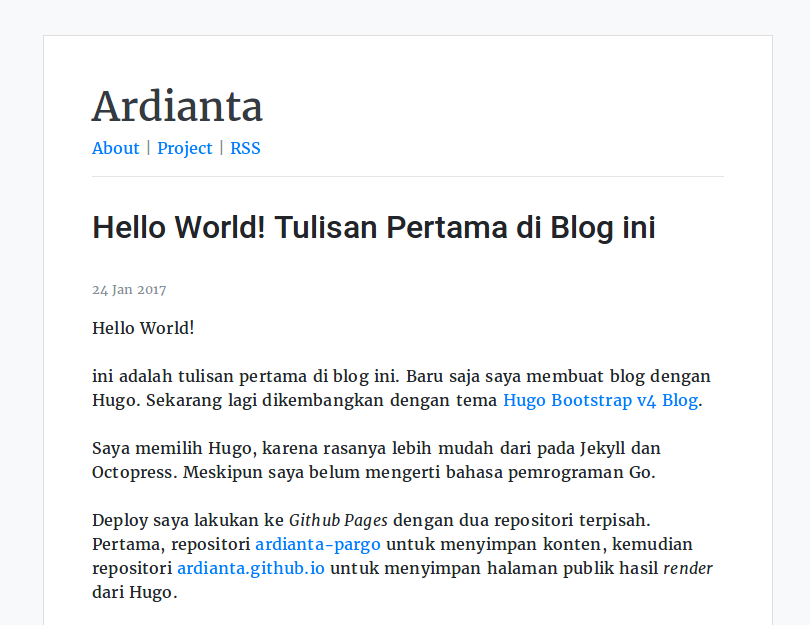 Ardianta
About | Project | RSS
Hello World! Tulisan Pertama di Blog ini
24 Jan 2017
Hello World!
ini adalah tulisan pertama di blog ini. Baru saja saya membuat blog dengan
Hugo. Sekarang lagi dikembangkan dengan tema Hugo Bootstrap v4 Blog.
Saya memilih Hugo, karena rasanya lebih mudah dari pada Jekyll dan
Octopress. Meskipun saya belum mengerti bahasa pemrograman Go.
Deploy saya lakukan ke Github Pages dengan dua repositori terpisah.
Pertama, repositori ardianta-pargo untuk menyimpan konten, kemudian
repositori ardianta.github.io untuk menyimpan halaman publik hasil render
dari Hugo.